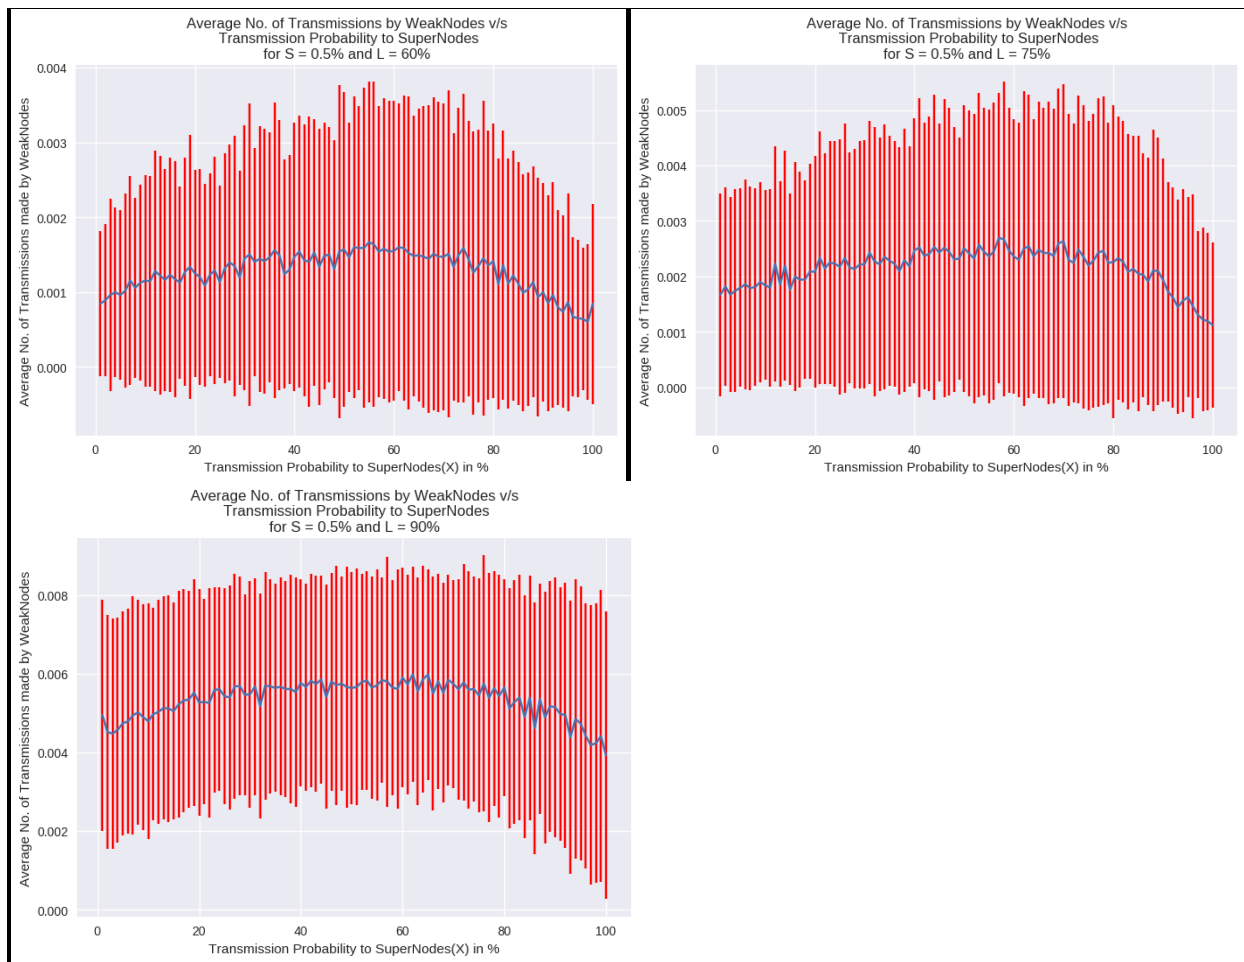 Average No. of Transmissions by WeakNodes v/s
Transmission Probability to SuperNodes
for S = 0.5% and L = 60%
0.004
0.003
0.002
0.001
0.000
Average No. of Transmissions made by WeakNodes
0
20
40
60
80
100
Transmission Probability to SuperNodes(X) in %
Average No. of Transmissions by WeakNodes v/s
Transmission Probability to SuperNodes
for S = 0.5% and L = 75%
0.005
0.004
0.003
0.002
0.001
0.000
Average No. of Transmissions made by WeakNodes
0
20
40
60
80
100
Transmission Probability to SuperNodes(X) in %
Average No. of Transmissions by WeakNodes v/s
Transmission Probability to SuperNodes
for S = 0.5% and L = 90%
0.008
0.006
0.004
0.002
0.000
Average No. of Transmissions made by WeakNodes
0
20
40
60
80
100
Transmission Probability to SuperNodes(X) in %